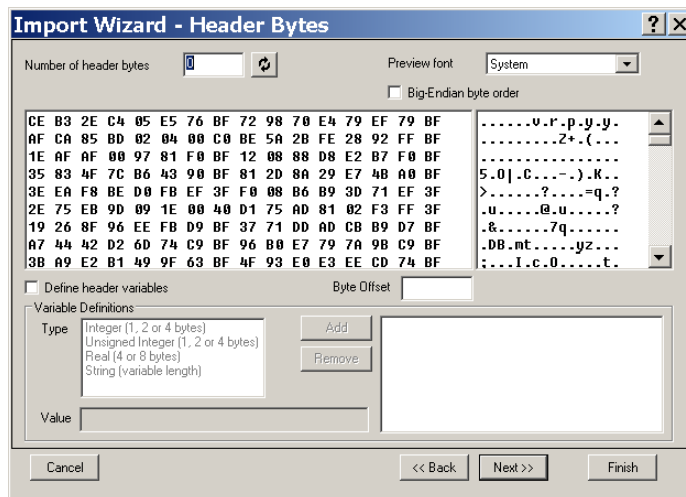 Import Wizard - Header Bytes
Number of header bytes 0 Preview font System
Big-Endian byte order
CE B3 2E C4 05 E5 76 BF 72 98 70 E4 79 EF 79 BF ......v.r.p.y.y.
AF CA 85 BD 02 04 00 C0 BE 5A 2B FE 28 92 FF BF .........Z+.(...
1E AF AF 00 97 81 F0 BF 12 08 88 D8 E2 B7 F0 BF ................
35 83 4F 7C B6 43 90 BF 81 2D 8A 29 E7 4B A0 BF 5.O|.C...-.).K..
3E EA F8 BE D0 FB EF 3F F0 08 B6 B9 3D 71 EF 3F >......?....=q.?
2E 75 EB 9D 09 1E 00 40 D1 75 AD 81 02 F3 FF 3F .u.....@.u.....?
19 26 8F 96 EE FB D9 BF 37 71 DD AD CB B9 D7 BF .&......7q......
A7 44 42 D2 6D 74 C9 BF 96 B0 E7 79 7A 9B C9 BF .DB.mt.....yz...
3B A9 E2 B1 49 9F 63 BF 4F 93 E0 E3 EE CD 74 BF ;...I.c.O.....t.
Define header variables Byte Offset
Variable Definitions
Type Integer (1, 2 or 4 bytes)
Unsigned Integer (1, 2 or 4 bytes)
Real (4 or 8 bytes)
String (variable length)
Add
Remove
Value
Cancel << Back Next >> Finish